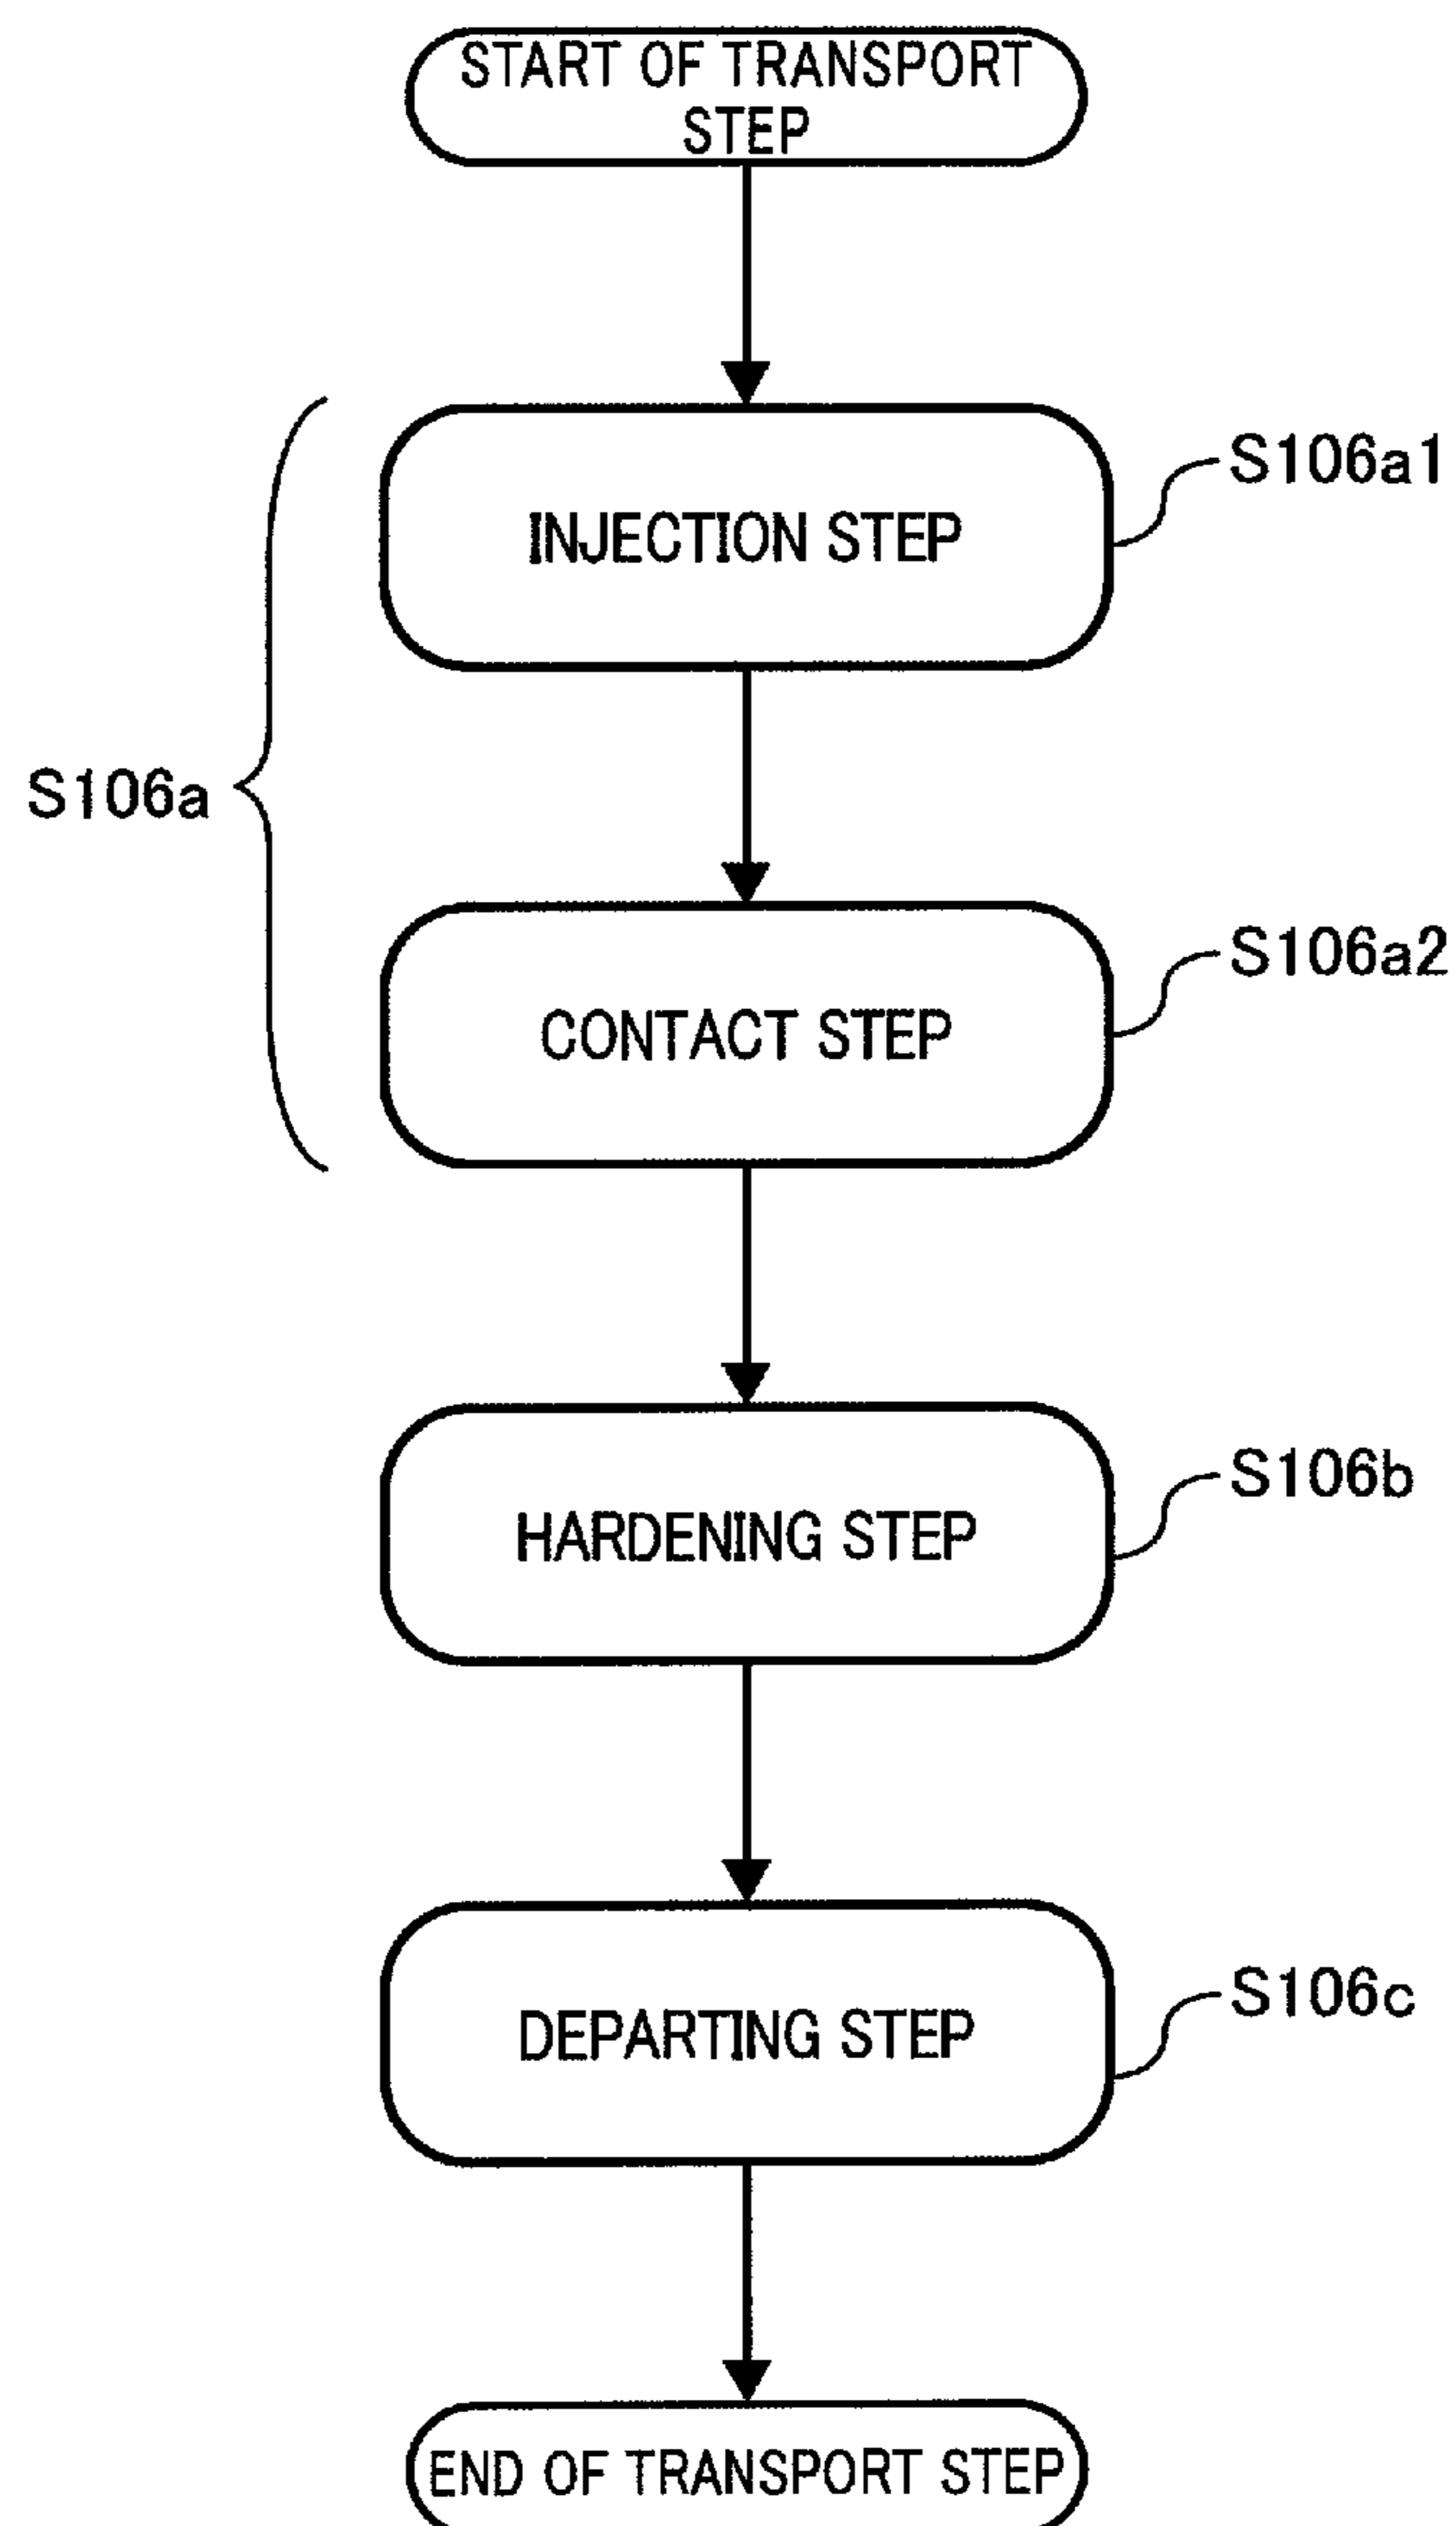 START OF TRANSPORT
STEP
S106a1
INJECTION STEP
S106a
S106a2
CONTACT STEP
S106b
HARDENING STEP
S106c
DEPARTING STEP
END OF TRANSPORT STEP